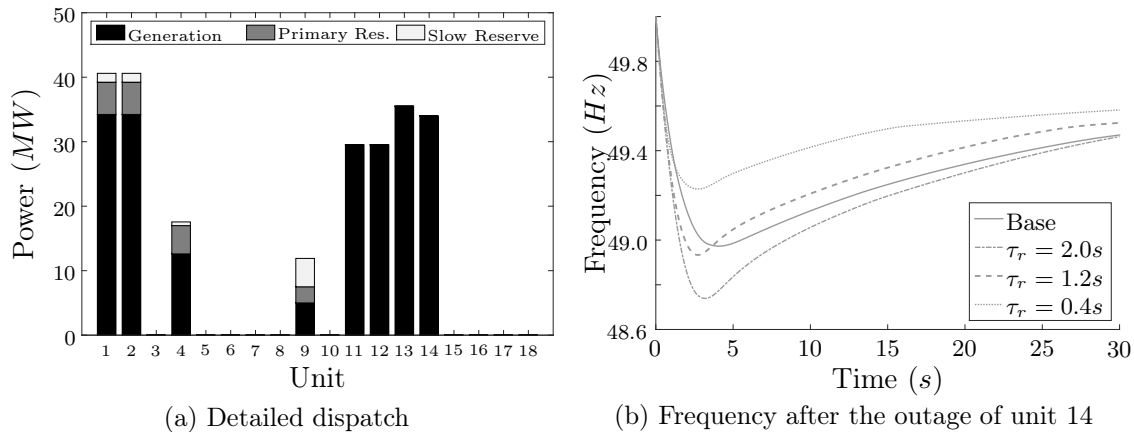 50
40
30
20
10
0
Power (MW)
Generation
Primary Res.
Slow Reserve
1 2 3 4 5 6 7 8 9 10 11 12 13 14 15 16 17 18
Unit
(a) Detailed dispatch
49.8
49.4
49.0
48.6
Frequency (Hz)
Base
τr = 2.0s
τr = 1.2s
τr = 0.4s
0 5 10 15 20 25 30
Time (s)
(b) Frequency after the outage of unit 14